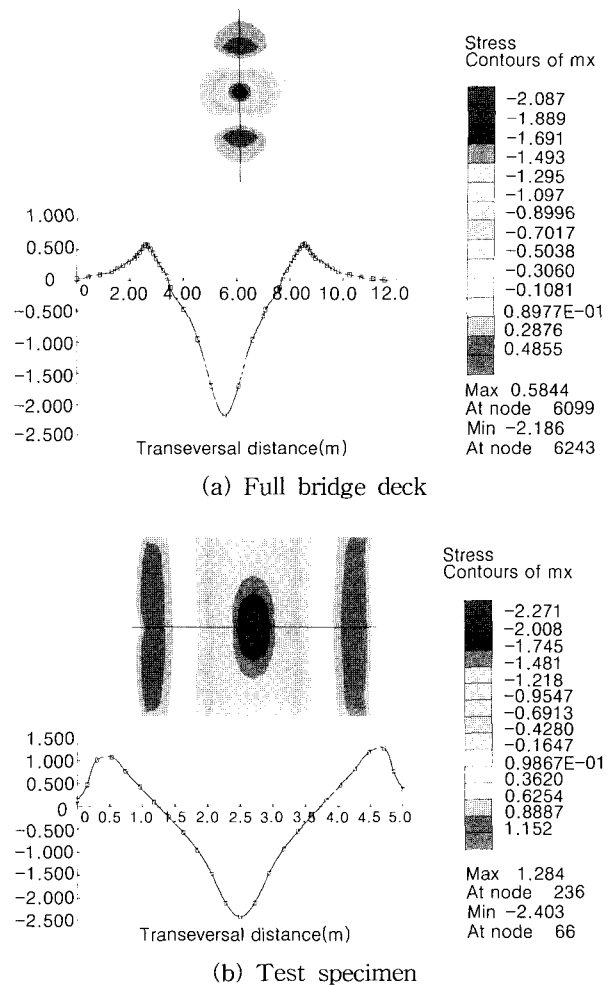 Stress
Contours of mx
-2.087
-1.889
-1.691
-1.493
-1.295
-1.097
-0.8996
-0.7017
-0.5038
-0.3060
-0.1081
0.8977E-01
0.2876
0.4855
Max 0.5844
At node 6099
Min -2.186
At node 6243
1.000
0.500
0
-0.500
-1.000
-1.500
-2.000
-2.500
0 2.00 4.00 6.00 8.00 10.00 12.0
Transeversal distance(m)
(a) Full bridge deck
Stress
Contours of mx
-2.271
-2.008
-1.745
-1.481
-1.218
-0.9547
-0.6913
-0.4280
-0.1647
0.9867E-01
0.3620
0.6254
0.8887
1.152
Max 1.284
At node 236
Min -2.403
At node 66
1.500
1.000
0.500
0
-0.500
-1.000
-1.500
-2.000
-2.500
0 0.5 1.0 1.5 2.0 2.5 3.0 3.5 4.0 4.5 5.0
Transeversal distance(m)
(b) Test specimen